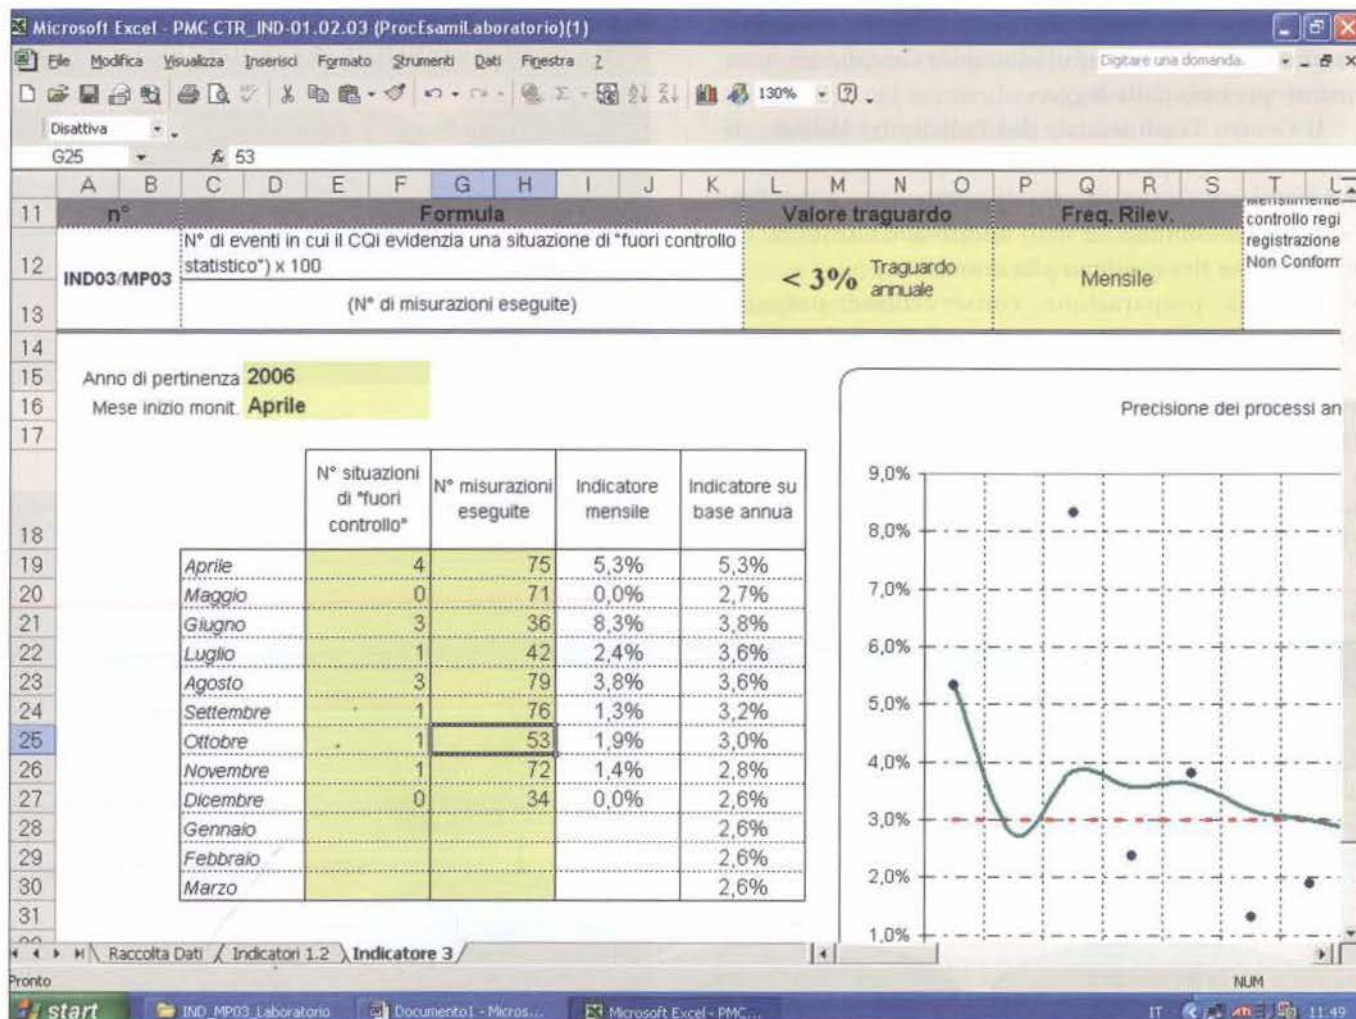 Microsoft Excel - PMC CTR_IND-01.02.03 (ProcEsamiLaboratorio)(1)
File Modifica Visualizza Inserisci Formato Strumenti Dati Finestra ? Digitare una domanda.
130%
Disattiva
G25 fx 53
A B C D E F G H I J K L M N O P Q R S T
11 n° Formula Valore traguardo Freq. Rilev.
controllo regi
registrazione
Non Conform
12 N° di eventi in cui il CQi evidenzia una situazione di "fuori controllo
statistico") x 100
IND03/MP03
< 3% Traguardo
annuale
Mensile
13 (N° di misurazioni eseguite)
14
15 Anno di pertinenza 2006
16 Mese inizio monit. Aprile
Precisione dei processi an
17
18 N° situazioni
di "fuori
controllo"
N° misurazioni
eseguite
Indicatore
mensile
Indicatore su
base annua
19 Aprile 4 75 5,3% 5,3%
20 Maggio 0 71 0,0% 2,7%
21 Giugno 3 36 8,3% 3,8%
22 Luglio 1 42 2,4% 3,6%
23 Agosto 3 79 3,8% 3,6%
24 Settembre 1 76 1,3% 3,2%
25 Ottobre 1 53 1,9% 3,0%
26 Novembre 1 72 1,4% 2,8%
27 Dicembre 0 34 0,0% 2,6%
28 Gennaio 2,6%
29 Febbraio 2,6%
30 Marzo 2,6%
31
9,0%
8,0%
7,0%
6,0%
5,0%
4,0%
3,0%
2,0%
1,0%
Raccolta Dati Indicatori 1.2 Indicatore 3
Pronto NUM
start IND_MP03_Laboratorio Documento1 - Micros... Microsoft Excel - PMC... IT 11:49